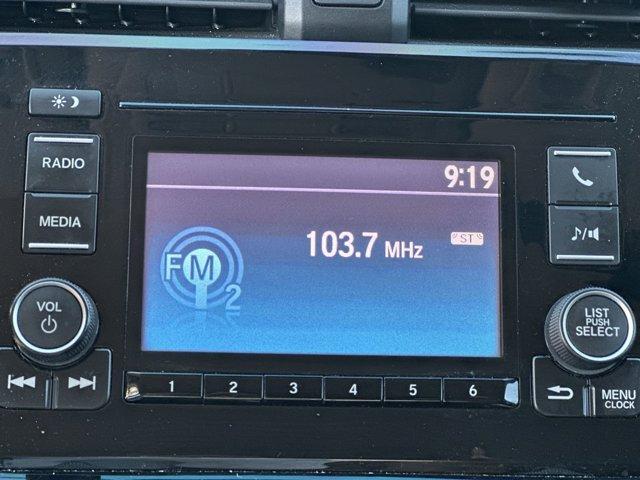 9:19
RADIO
MEDIA
103.7 MHz
ST
FM
2
VOL
LIST
PUSH
SELECT
1 2 3 4 5 6
MENU
CLOCK